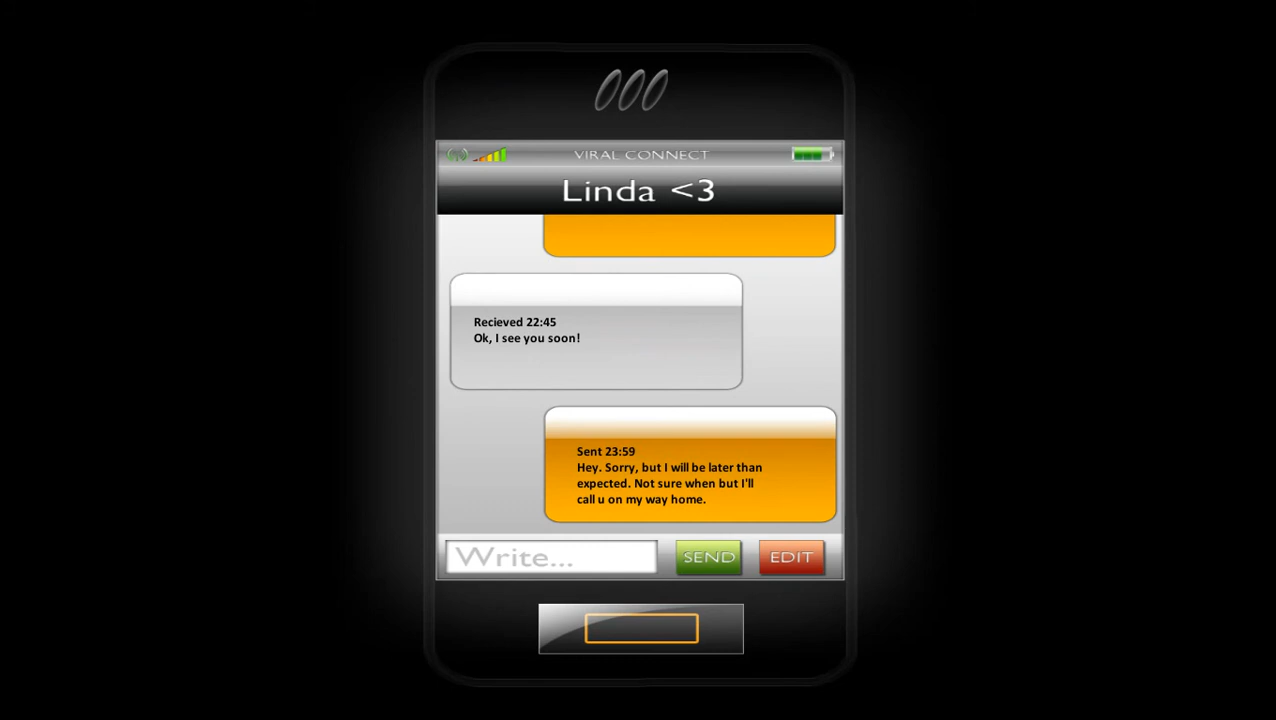 VIRAL CONNECT
Linda <3
Recieved 22:45
Ok, I see you soon!
Sent 23:59
Hey. Sorry, but I will be later than
expected. Not sure when but I'll
call u on my way home.
Write...
SEND
EDIT